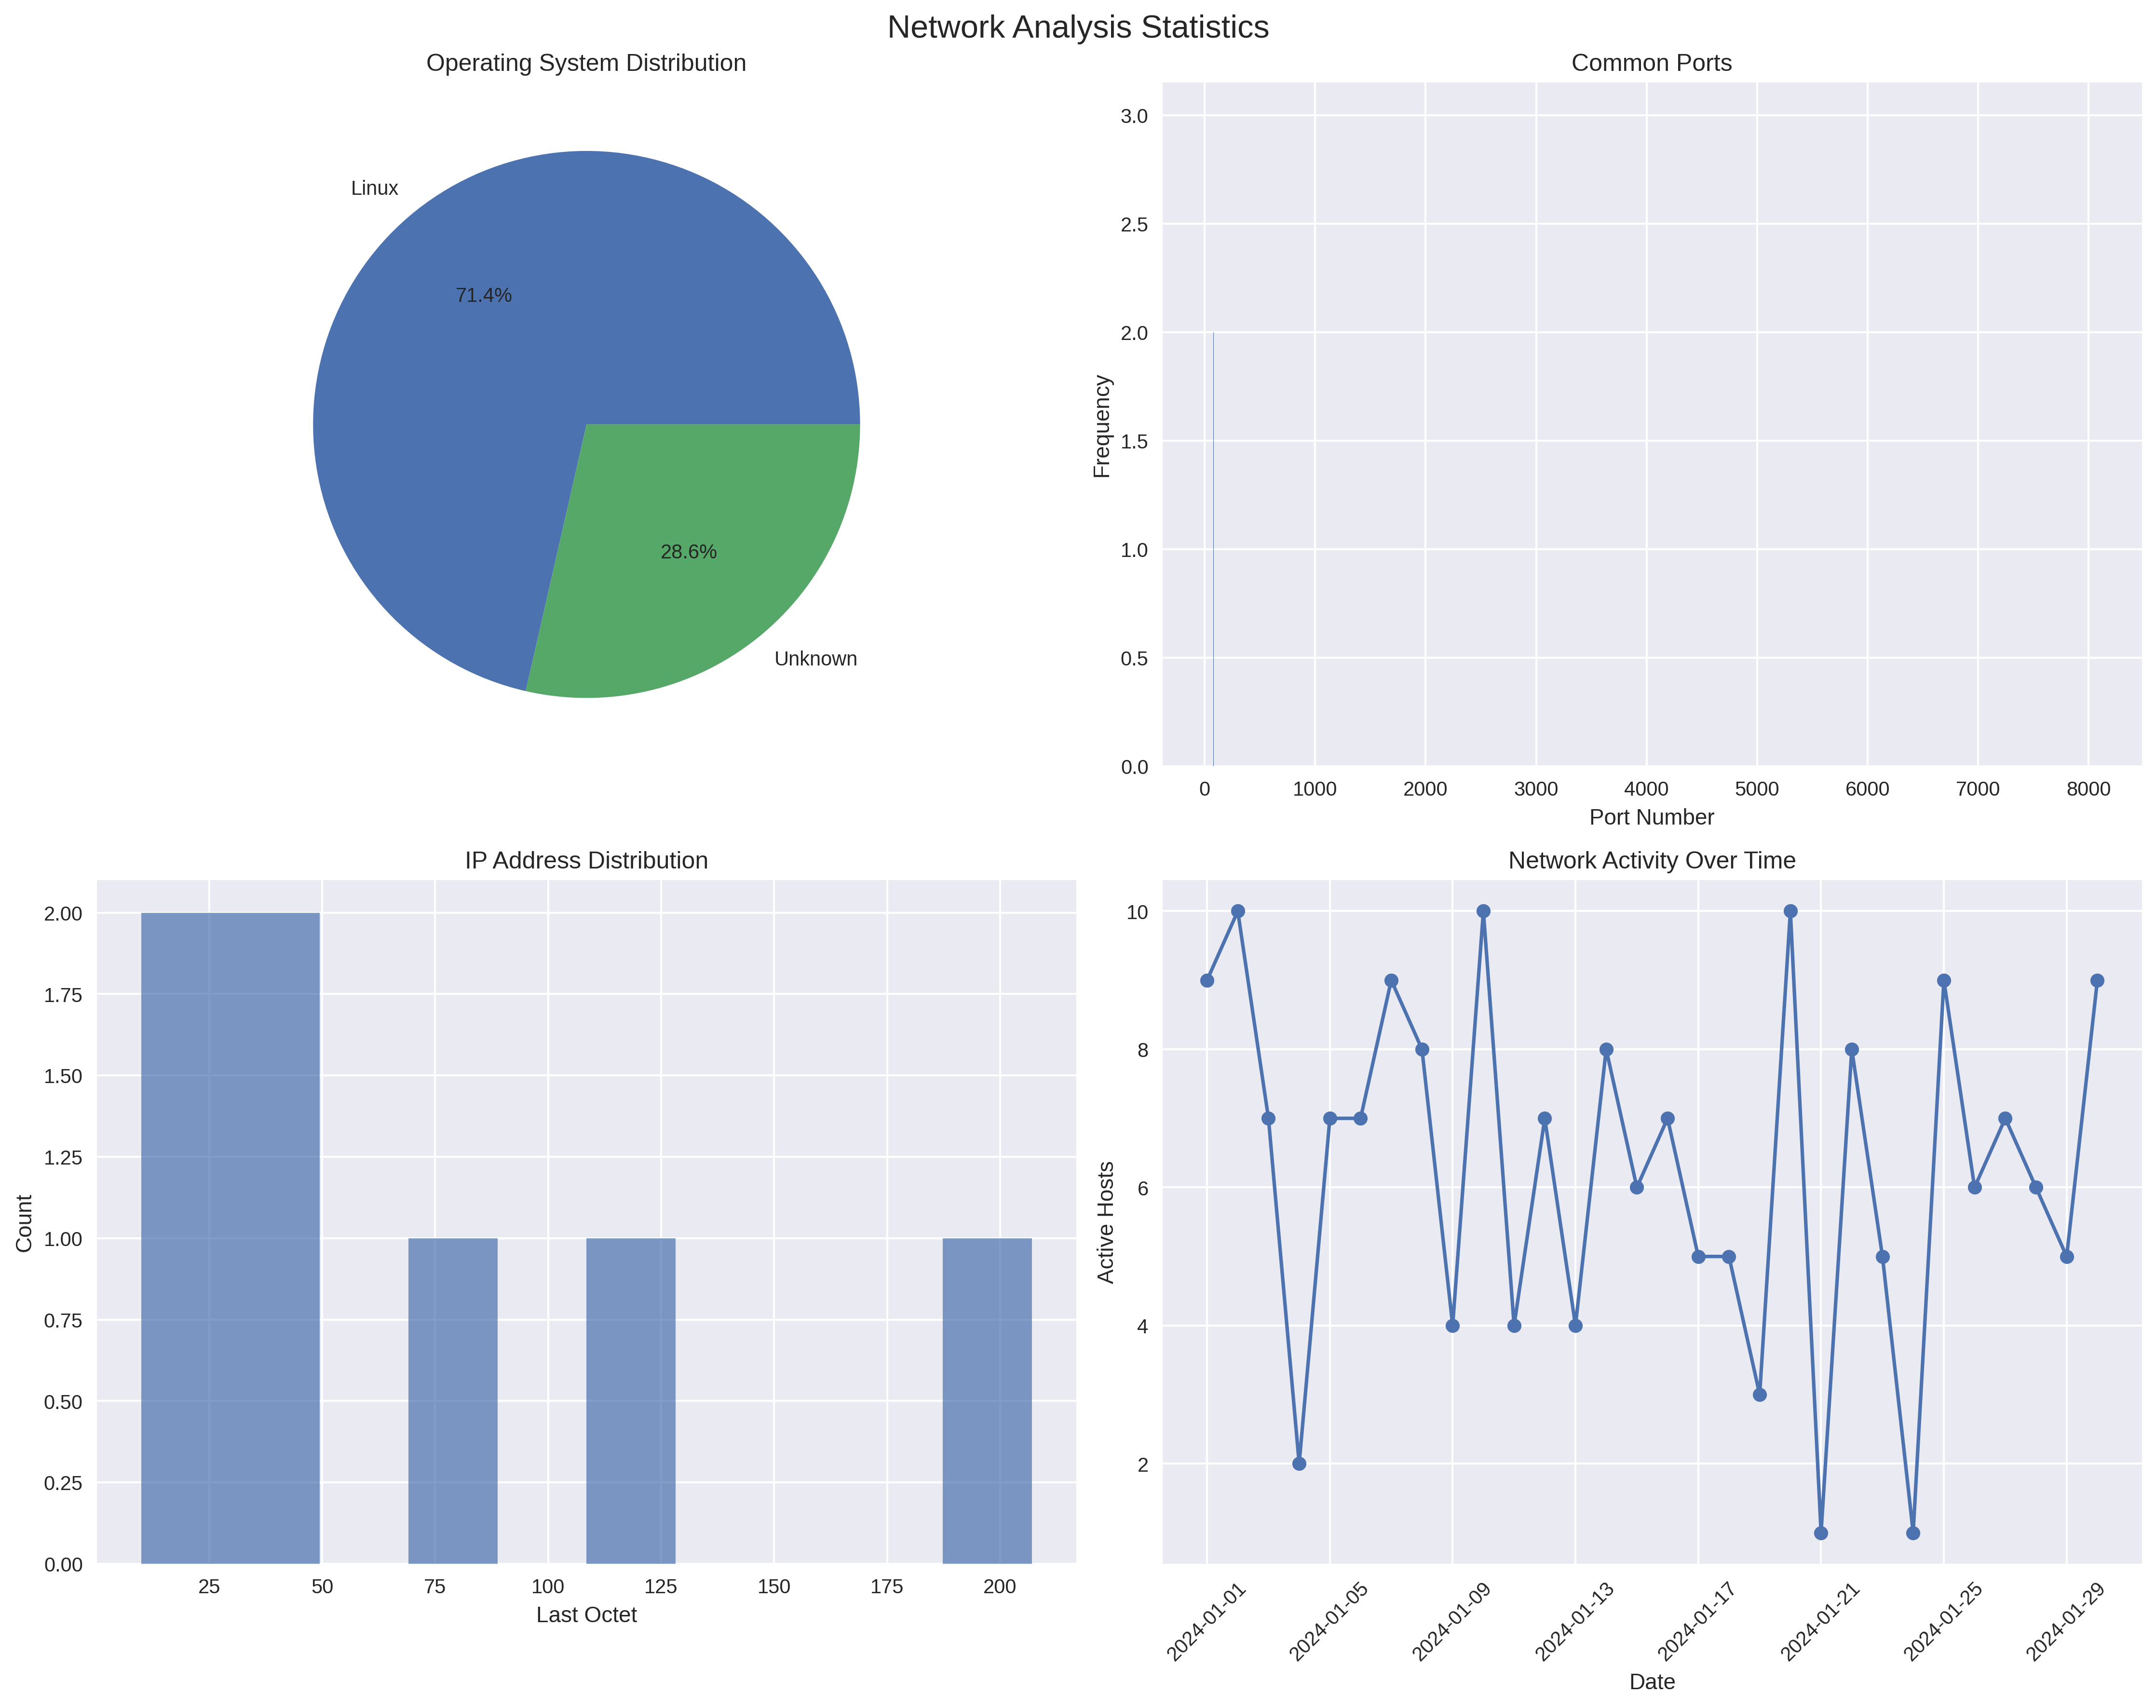 Network Analysis Statistics
Operating System Distribution
Linux
71.4%
28.6%
Unknown
Common Ports
3.0
2.5
2.0
1.5
1.0
0.5
0.0
Frequency
0 1000 2000 3000 4000 5000 6000 7000 8000
Port Number
IP Address Distribution
2.00
1.75
1.50
1.25
1.00
0.75
0.50
0.25
0.00
Count
25 50 75 100 125 150 175 200
Last Octet
Network Activity Over Time
10
8
6
4
2
Active Hosts
2024-01-01 2024-01-05 2024-01-09 2024-01-13 2024-01-17 2024-01-21 2024-01-25 2024-01-29
Date